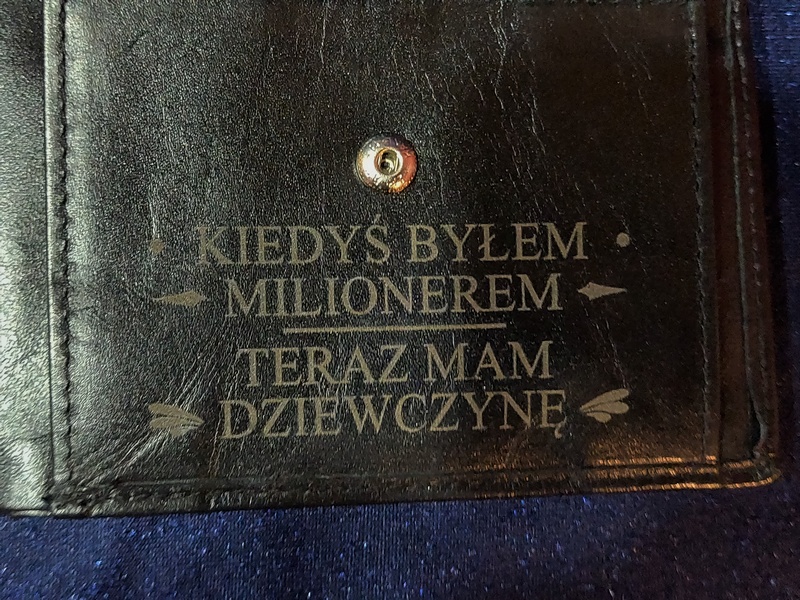 KIEDYŚ BYŁEM
MILIONEREM
TERAZ MAM
DZIEWCZYNĘ